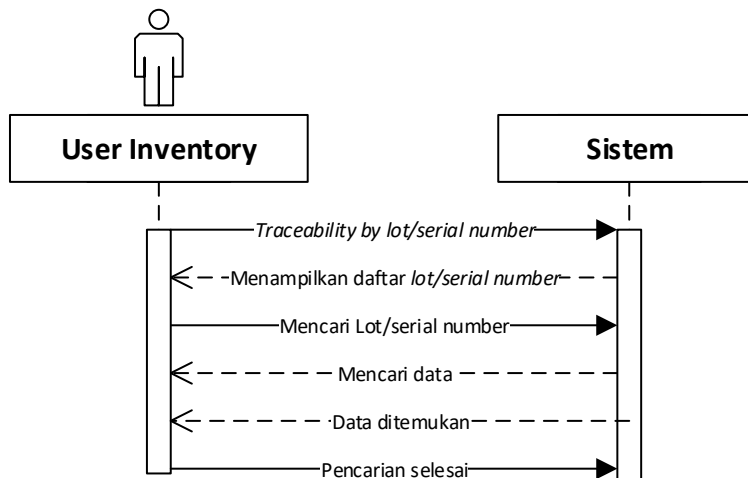 User Inventory
Sistem
Traceability by lot/serial number
Menampilkan daftar lot/serial number
Mencari Lot/serial number
Mencari data
Data ditemukan
Pencarian selesai